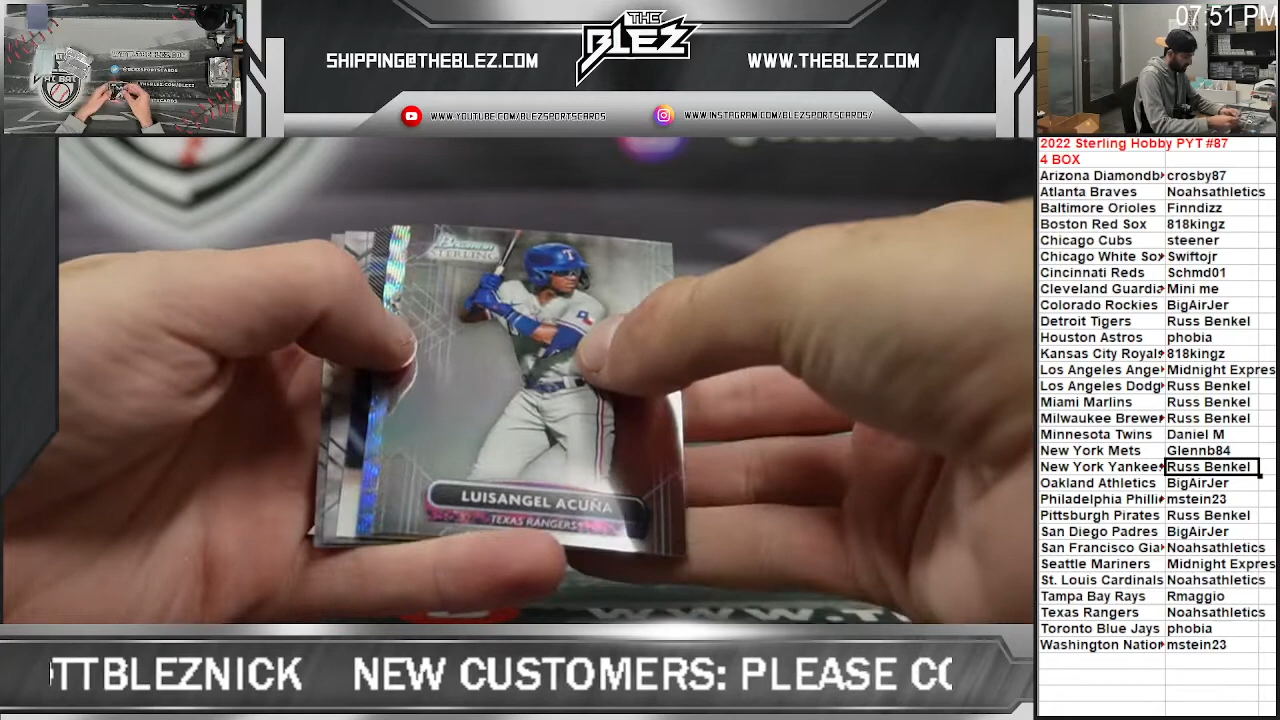 07:51 PM
THE
BLEZ
SHIPPING@THEBLEZ.COM
WWW.THEBLEZ.COM
WWW.YOUTUBE.COM/BLEZSPORTSCARDS
WWW.INSTAGRAM.COM/BLEZSPORTSCARDS/
2022 Sterling Hobby PYT #87
4 BOX
Arizona Diamondb crosby87
Atlanta Braves Noahsathletics
Baltimore Orioles Finndizz
Boston Red Sox 818kingz
Chicago Cubs steener
Chicago White Sox Swiftojr
Cincinnati Reds Schmd01
Cleveland Guardia Mini me
Colorado Rockies BigAirJer
Detroit Tigers Russ Benkel
Houston Astros phobia
Kansas City Royals 818kingz
Los Angeles Ange Midnight Expres
Los Angeles Dodg Russ Benkel
Miami Marlins Russ Benkel
Milwaukee Brewe Russ Benkel
Minnesota Twins Daniel M
New York Mets Glennb84
New York Yankee Russ Benkel
Oakland Athletics BigAirJer
Philadelphia Philli mstein23
Pittsburgh Pirates Russ Benkel
San Diego Padres BigAirJer
San Francisco Gia Noahsathletics
Seattle Mariners Midnight Expres
St. Louis Cardinals Noahsathletics
Tampa Bay Rays Rmaggio
Texas Rangers Noahsathletics
Toronto Blue Jays phobia
Washington Nation mstein23
Bowman
STERLING
LUISANGEL ACUÑA
TEXAS RANGERS
WWW.T
TTBLEZNICK NEW CUSTOMERS: PLEASE CO